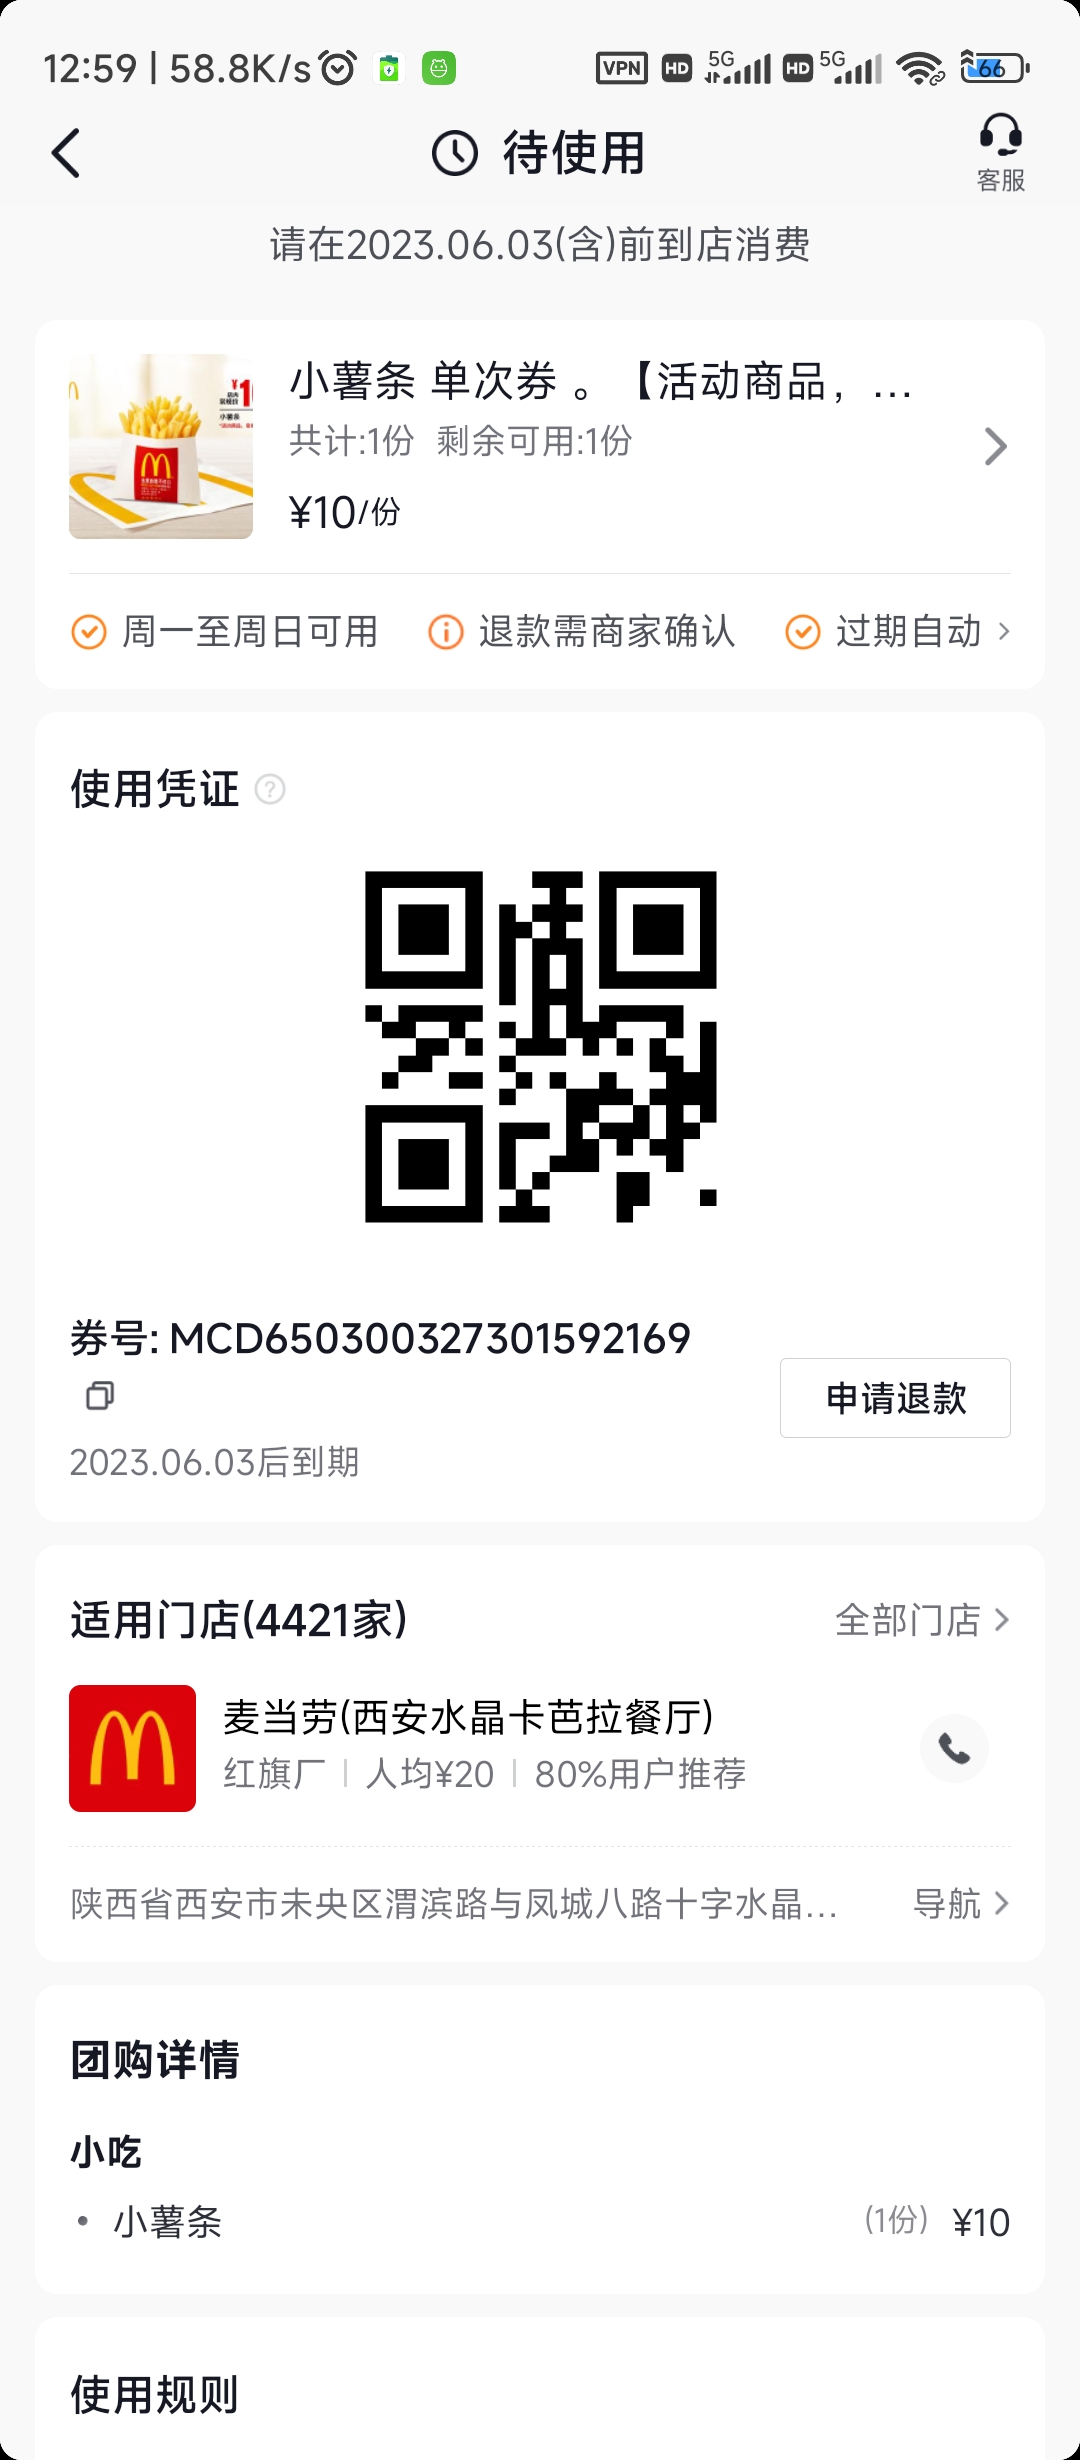 12:59 | 58.8K/s
VPN HD 5G HD 5G 66
待使用
客服
请在2023.06.03(含)前到店消费
小薯条 单次券 。【活动商品，...
共计:1份 剩余可用:1份
¥10/份
小薯条
周一至周日可用 退款需商家确认 过期自动
使用凭证
券号: MCD650300327301592169
申请退款
2023.06.03后到期
适用门店(4421家)
全部门店
麦当劳(西安水晶卡芭拉餐厅)
红旗厂 | 人均¥20 | 80%用户推荐
陕西省西安市未央区渭滨路与凤城八路十字水晶...
导航
团购详情
小吃
• 小薯条 (1份) ¥10
使用规则